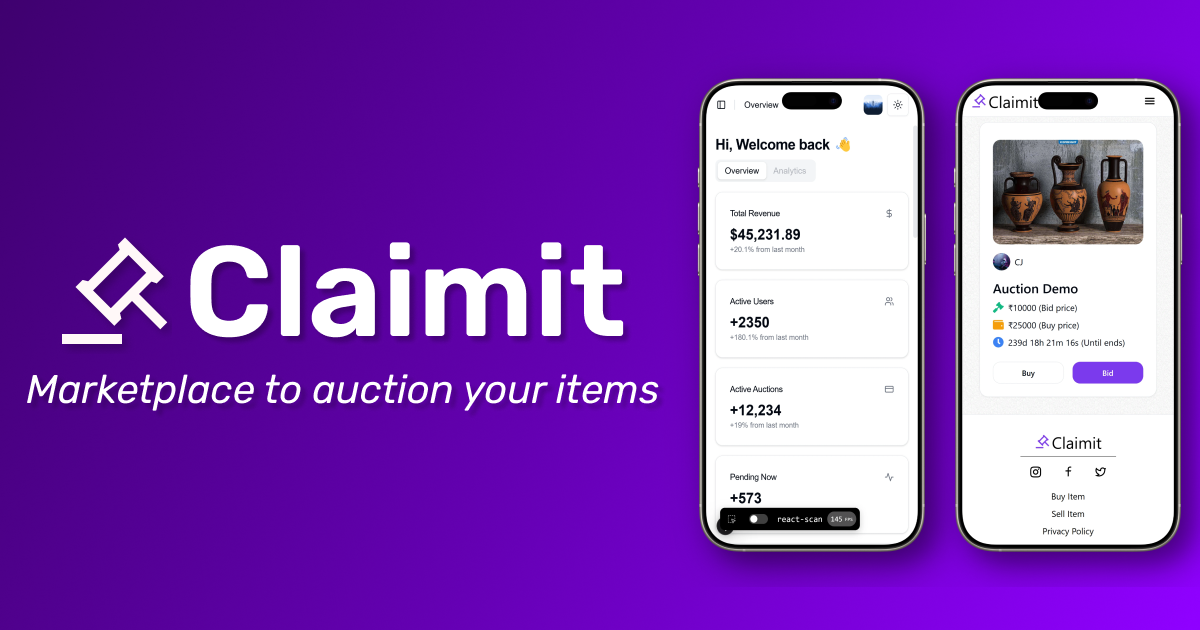 Claimit
Marketplace to auction your items
Overview
Hi, Welcome back 👋
Overview Analytics
Total Revenue $
$45,231.89
+20.1% from last month
Active Users
+2350
+180.1% from last month
Active Auctions
+12,234
+19% from last month
Pending Now
+573
react-scan 145 FPS
Claimit
CJ
Auction Demo
₹10000 (Bid price)
₹25000 (Buy price)
239d 18h 21m 16s (Until ends)
Buy Bid
Claimit
Buy Item
Sell Item
Privacy Policy